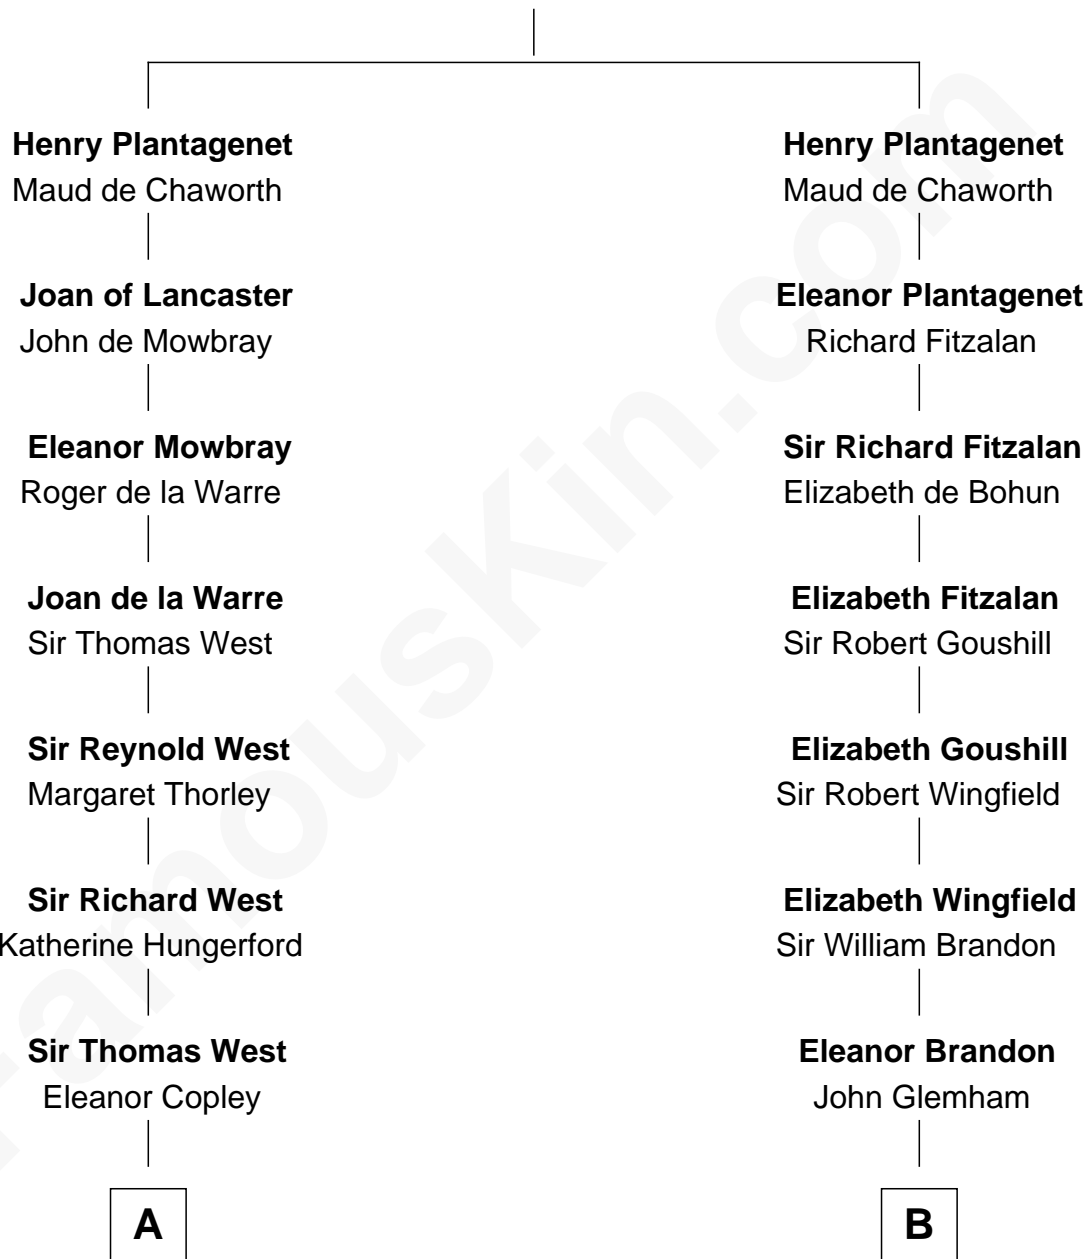 Henry Plantagenet
Maud de Chaworth
Joan of Lancaster
John de Mowbray
Eleanor Mowbray
Roger de la Warre
Joan de la Warre
Sir Thomas West
Sir Reynold West
Margaret Thorley
Sir Richard West
Katherine Hungerford
Sir Thomas West
Eleanor Copley
A
Henry Plantagenet
Maud de Chaworth
Eleanor Plantagenet
Richard Fitzalan
Sir Richard Fitzalan
Elizabeth de Bohun
Elizabeth Fitzalan
Sir Robert Goushill
Elizabeth Goushill
Sir Robert Wingfield
Elizabeth Wingfield
Sir William Brandon
Eleanor Brandon
John Glemham
B
FamousKin.com